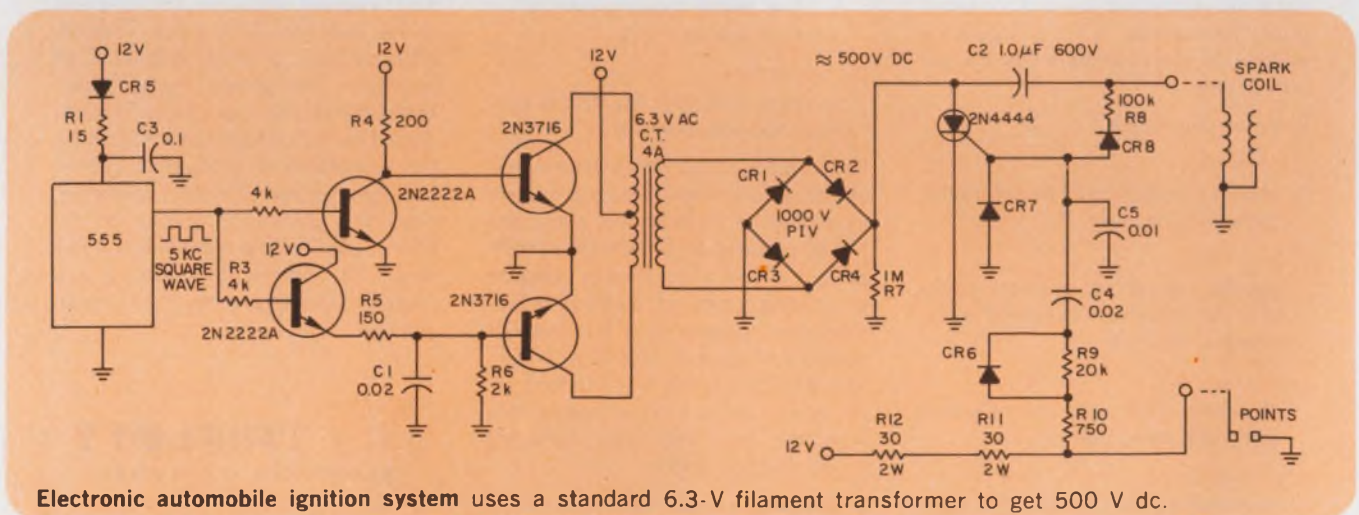 12V
CR5
R1
15
C3
0.1
555
5 KC
SQUARE
WAVE
4k
R3
4k
12V
2N2222A
12V
R4 200
2N2222A
R5
150
C1
0.02
R6
2k
2N3716
2N3716
12V
6.3 V AC
C.T.
4A
CR1
CR2
1000 V
PIV
CR3
CR4
≈ 500V DC
1M
R7
2N4444
C2 1.0µF 600V
100k
R8
CR8
CR7
C5
0.01
C4
0.02
CR6
R9
20k
R10
750
12V
R12
30
2W
R11
30
2W
SPARK
COIL
POINTS
Electronic automobile ignition system uses a standard 6.3-V filament transformer to get 500 V dc.